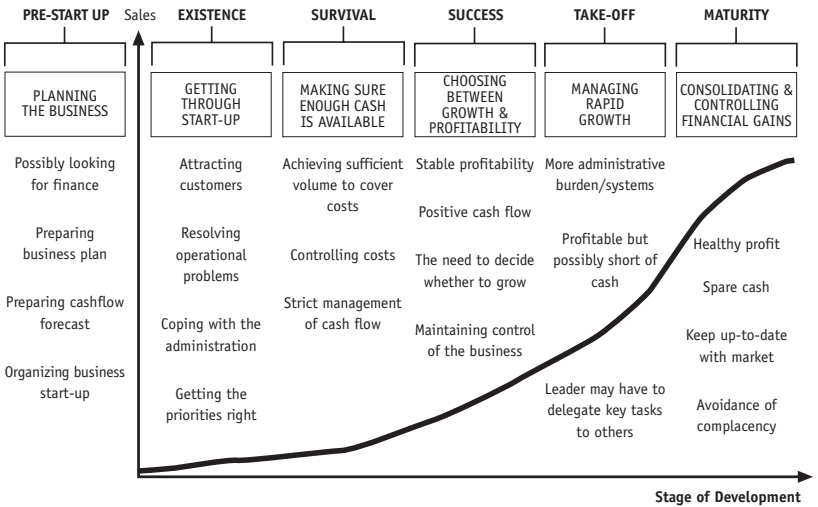 PRE-START UP
Sales
EXISTENCE
SURVIVAL
SUCCESS
TAKE-OFF
MATURITY
PLANNING
THE BUSINESS
GETTING
THROUGH
START-UP
MAKING SURE
ENOUGH CASH
IS AVAILABLE
CHOOSING
BETWEEN
GROWTH &
PROFITABILITY
MANAGING
RAPID
GROWTH
CONSOLIDATING &
CONTROLLING
FINANCIAL GAINS
Possibly looking
for finance
Preparing
business plan
Preparing cashflow
forecast
Organizing business
start-up
Attracting
customers
Resolving
operational
problems
Coping with the
administration
Getting the
priorities right
Achieving sufficient
volume to cover
costs
Controlling costs
Strict management
of cash flow
Stable profitability
Positive cash flow
The need to decide
whether to grow
Maintaining control
of the business
More administrative
burden/systems
Profitable but
possibly short of
cash
Leader may have to
delegate key tasks
to others
Healthy profit
Spare cash
Keep up-to-date
with market
Avoidance of
complacency
Stage of Development